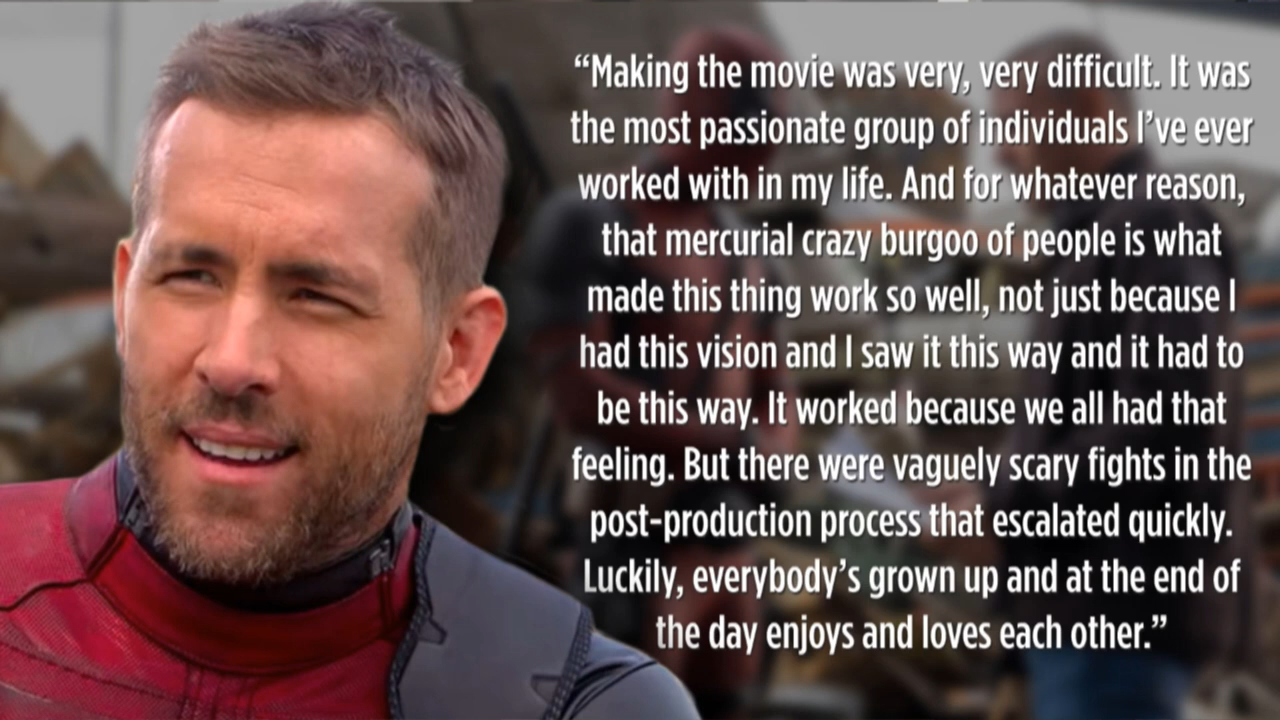 “Making the movie was very, very difficult. It was
the most passionate group of individuals I’ve ever
worked with in my life. And for whatever reason,
that mercurial crazy burgoo of people is what
made this thing work so well, not just because I
had this vision and I saw it this way and it had to
be this way. It worked because we all had that
feeling. But there were vaguely scary fights in the
post-production process that escalated quickly.
Luckily, everybody’s grown up and at the end of
the day enjoys and loves each other.”